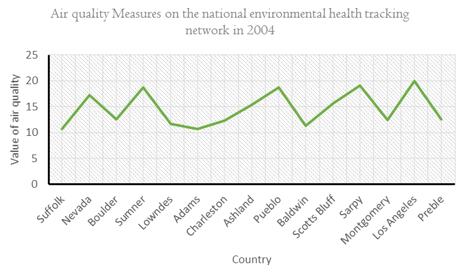 Air quality Measures on the national environmental health tracking
network in 2004
Value of air quality
25
20
15
10
5
0
Suffolk
Nevada
Boulder
Sumner
Lowndes
Adams
Charleston
Ashland
Pueblo
Baldwin
Scotts Bluff
Sarpy
Montgomery
Los Angeles
Preble
Country